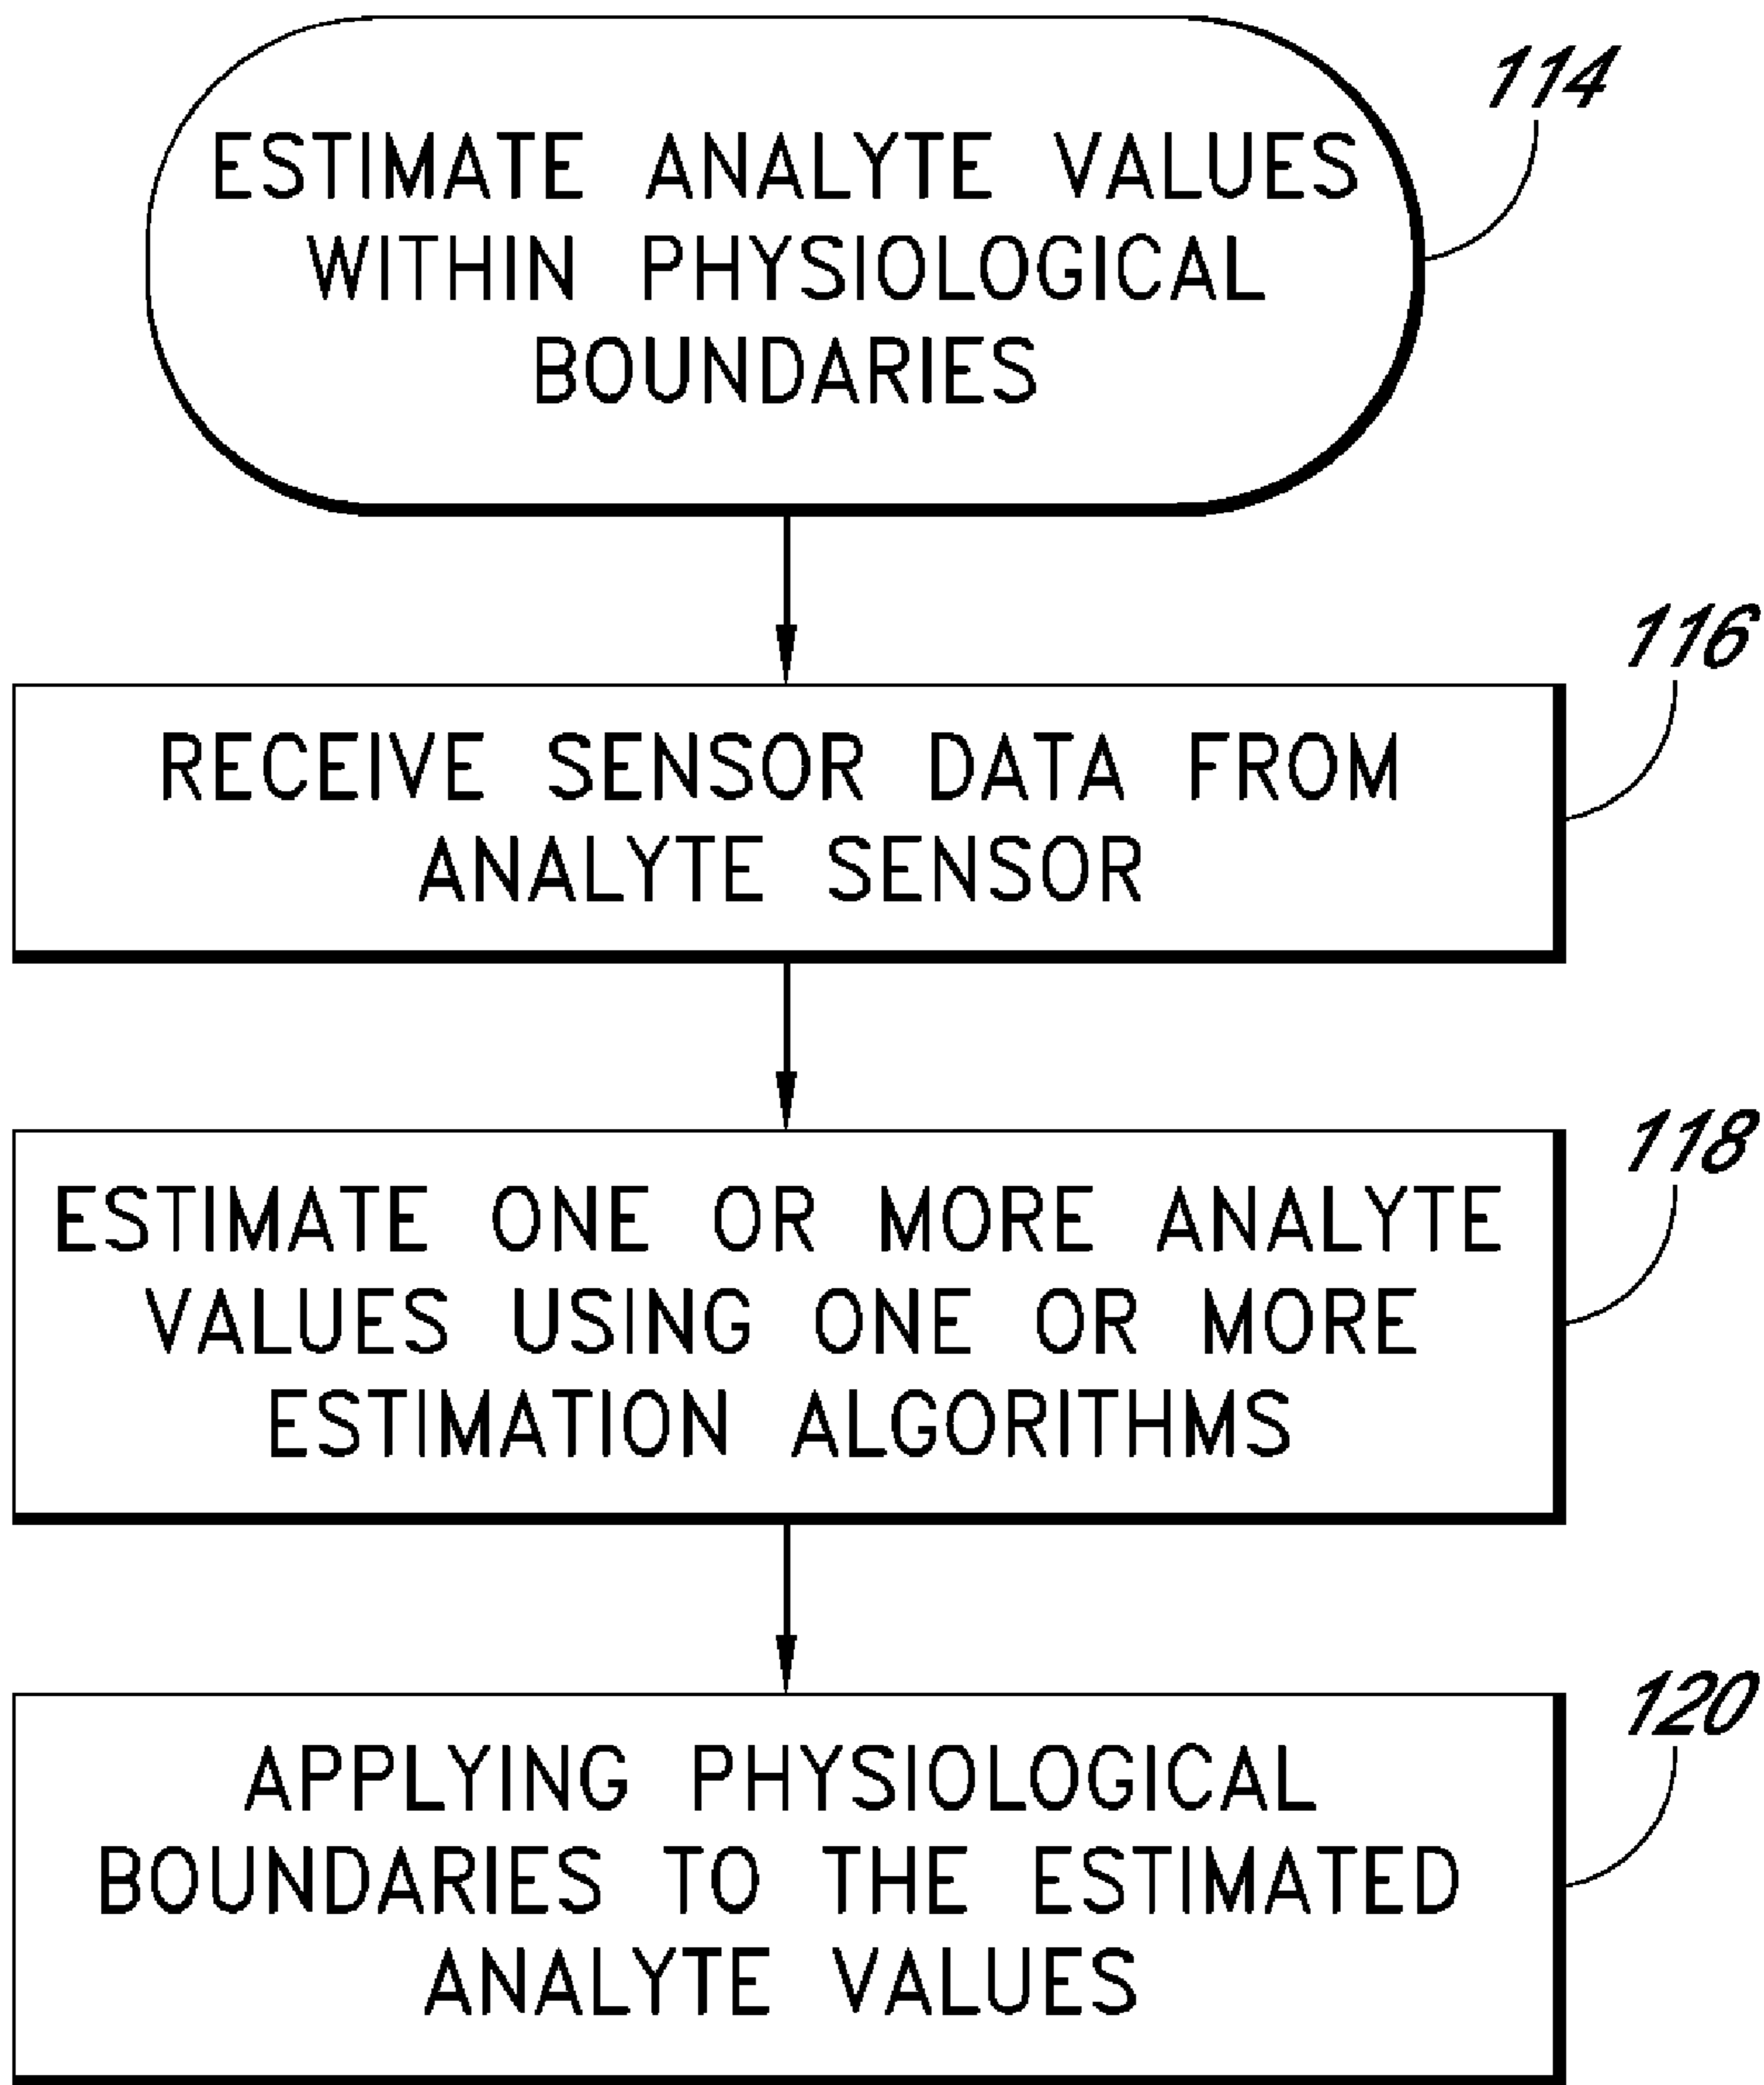 114
ESTIMATE ANALYTE VALUES
WITHIN PHYSIOLOGICAL
BOUNDARIES
116
RECEIVE SENSOR DATA FROM
ANALYTE SENSOR
118
ESTIMATE ONE OR MORE ANALYTE
VALUES USING ONE OR MORE
ESTIMATION ALGORITHMS
120
APPLYING PHYSIOLOGICAL
BOUNDARIES TO THE ESTIMATED
ANALYTE VALUES